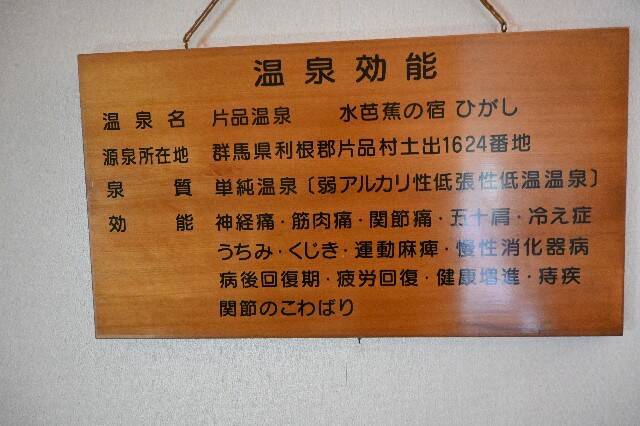 温泉効能
温泉名 片品温泉 水芭蕉の宿 ひがし
源泉所在地 群馬県利根郡片品村土出1624番地
泉質 単純温泉〔弱アルカリ性低張性低温温泉〕
効能 神経痛・筋肉痛・関節痛・五十肩・冷え症
うちみ・くじき・運動麻痺・慢性消化器病
病後回復期・疲労回復・健康増進・痔疾
関節のこわばり